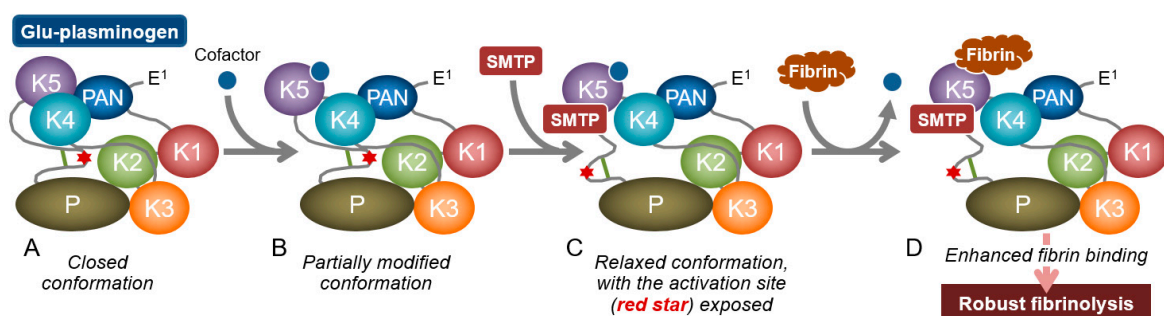 Glu-plasminogen
K5
PAN
E¹
K4
K2
K1
P
K3
A
Closed
conformation
Cofactor
K5
PAN
E¹
K4
K2
K1
P
K3
B
Partially modified
conformation
SMTP
K5
PAN
E¹
SMTP
K4
K2
K1
P
K3
C
Relaxed conformation,
with the activation site
(red star) exposed
Fibrin
Fibrin
K5
PAN
E¹
SMTP
K4
K2
K1
P
K3
D
Enhanced fibrin binding
Robust fibrinolysis